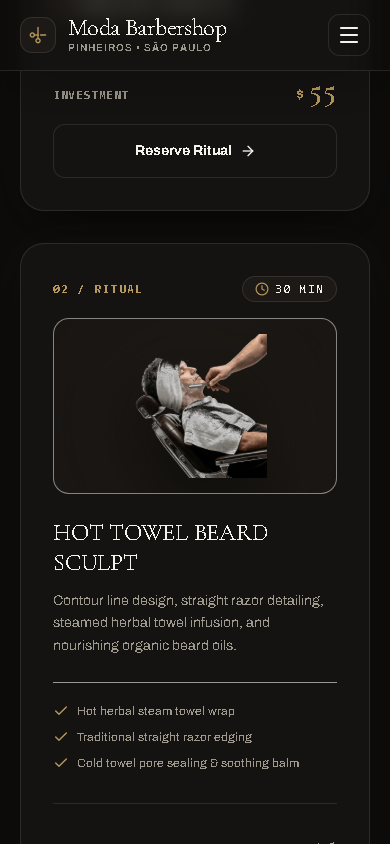 Moda Barbershop
PINHEIROS • SÃO PAULO
INVESTMENT
$ 55
Reserve Ritual →
02 / RITUAL
30 MIN
HOT TOWEL BEARD
SCULPT
Contour line design, straight razor detailing,
steamed herbal towel infusion, and
nourishing organic beard oils.
Hot herbal steam towel wrap
Traditional straight razor edging
Cold towel pore sealing & soothing balm